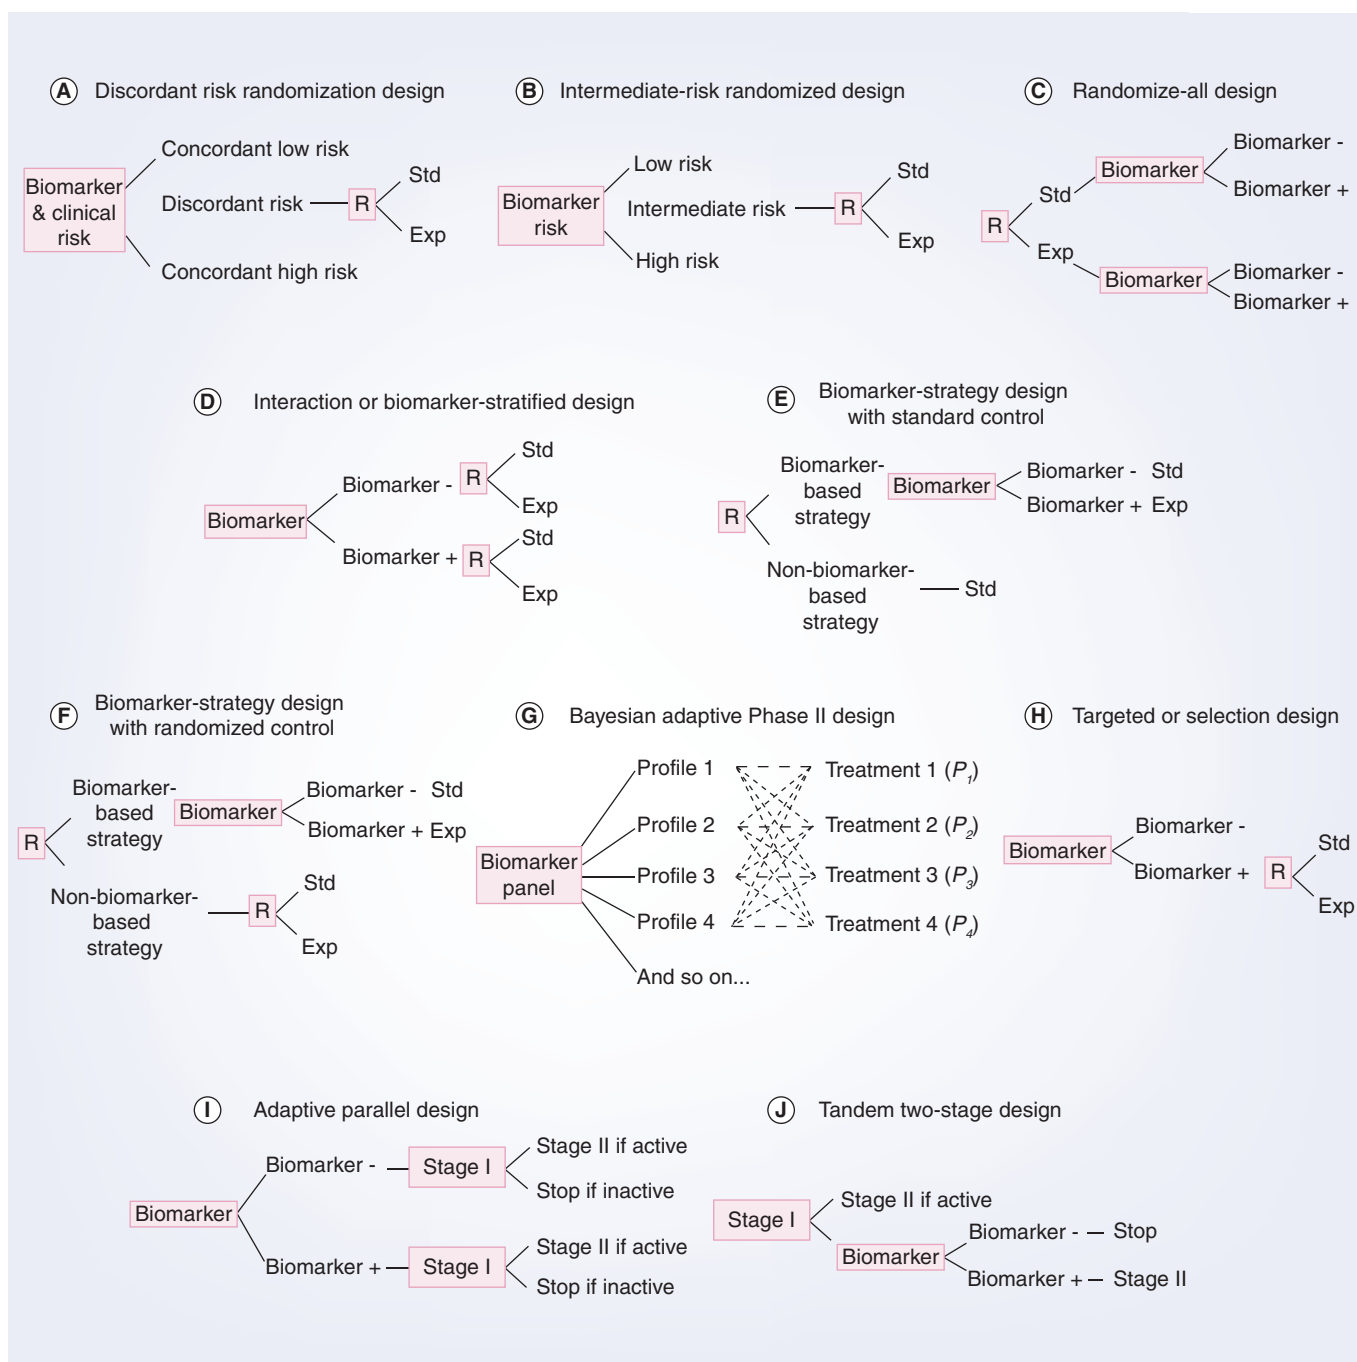 A Discordant risk randomization design
Concordant low risk
Biomarker
& clinical
risk
Discordant risk
R
Std
Exp
Concordant high risk
B Intermediate-risk randomized design
Low risk
Biomarker
risk
Intermediate risk
R
Std
Exp
High risk
C Randomize-all design
R
Std
Biomarker
Biomarker -
Biomarker +
Exp
Biomarker
Biomarker -
Biomarker +
D Interaction or biomarker-stratified design
Biomarker
Biomarker -
R
Std
Exp
Biomarker +
R
Std
Exp
E Biomarker-strategy design
with standard control
R
Biomarker-
based
strategy
Biomarker
Biomarker - Std
Biomarker + Exp
Non-biomarker-
based
strategy
Std
F Biomarker-strategy design
with randomized control
R
Biomarker-
based
strategy
Biomarker
Biomarker - Std
Biomarker + Exp
Non-biomarker-
based
strategy
R
Std
Exp
G Bayesian adaptive Phase II design
Biomarker
panel
Profile 1 Treatment 1 (P1)
Profile 2 Treatment 2 (P2)
Profile 3 Treatment 3 (P3)
Profile 4 Treatment 4 (P4)
And so on...
H Targeted or selection design
Biomarker
Biomarker -
Biomarker +
R
Std
Exp
I Adaptive parallel design
Biomarker
Biomarker -
Stage I
Stage II if active
Stop if inactive
Biomarker +
Stage I
Stage II if active
Stop if inactive
J Tandem two-stage design
Stage I
Stage II if active
Biomarker
Biomarker - — Stop
Biomarker + — Stage II